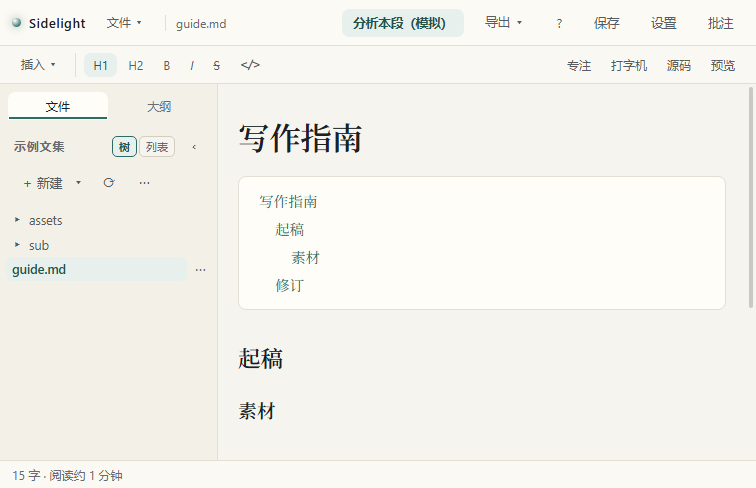 Sidelight 文件 guide.md 分析本段（模拟） 导出 ? 保存 设置 批注
插入 H1 H2 B I S </> 专注 打字机 源码 预览
文件 大纲
示例文集 树 列表 ‹
+ 新建 ···
assets
sub
guide.md ···
写作指南
写作指南
起稿
素材
修订
起稿
素材
15 字 · 阅读约 1 分钟